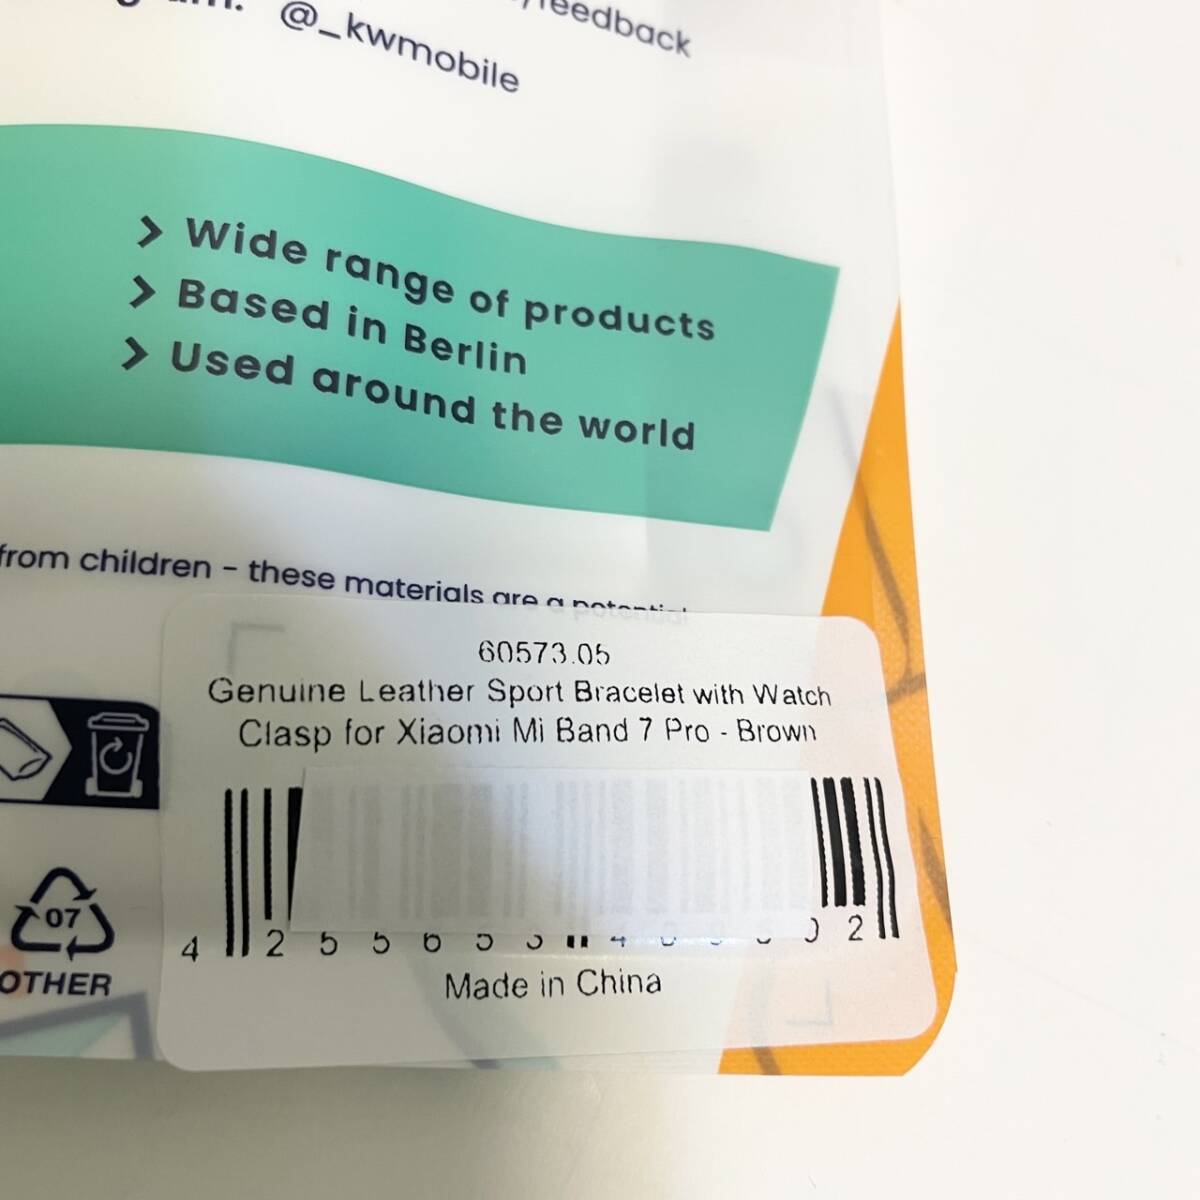 feedback
@_kwmobile
> Wide range of products
> Based in Berlin
> Used around the world
from children - these materials are a potential
60573.05
Genuine Leather Sport Bracelet with Watch
Clasp for Xiaomi Mi Band 7 Pro - Brown
07
OTHER
Made in China